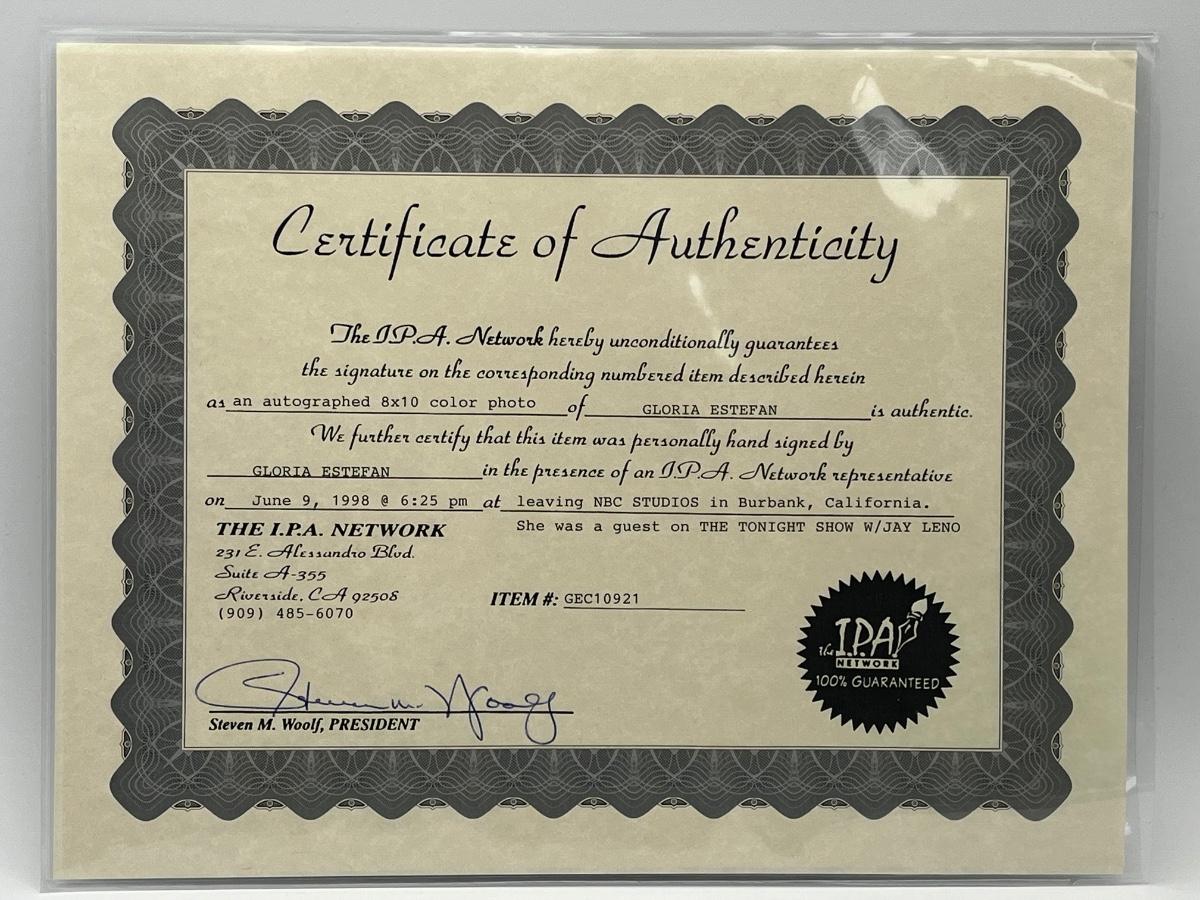 Certificate of Authenticity
The I.P.A. Network hereby unconditionally guarantees
the signature on the corresponding numbered item described herein
as an autographed 8x10 color photo of GLORIA ESTEFAN is authentic.
We further certify that this item was personally hand signed by
GLORIA ESTEFAN in the presence of an I.P.A. Network representative
on June 9, 1998 @ 6:25 pm at leaving NBC STUDIOS in Burbank, California.
She was a guest on THE TONIGHT SHOW W/JAY LENO
THE I.P.A. NETWORK
231 E. Alessandro Blvd.
Suite A-355
Riverside, CA 92508
(909) 485-6070
ITEM #: GEC10921
the I.P.A.
NETWORK
100% GUARANTEED
Steven M. Woolf
Steven M. Woolf, PRESIDENT